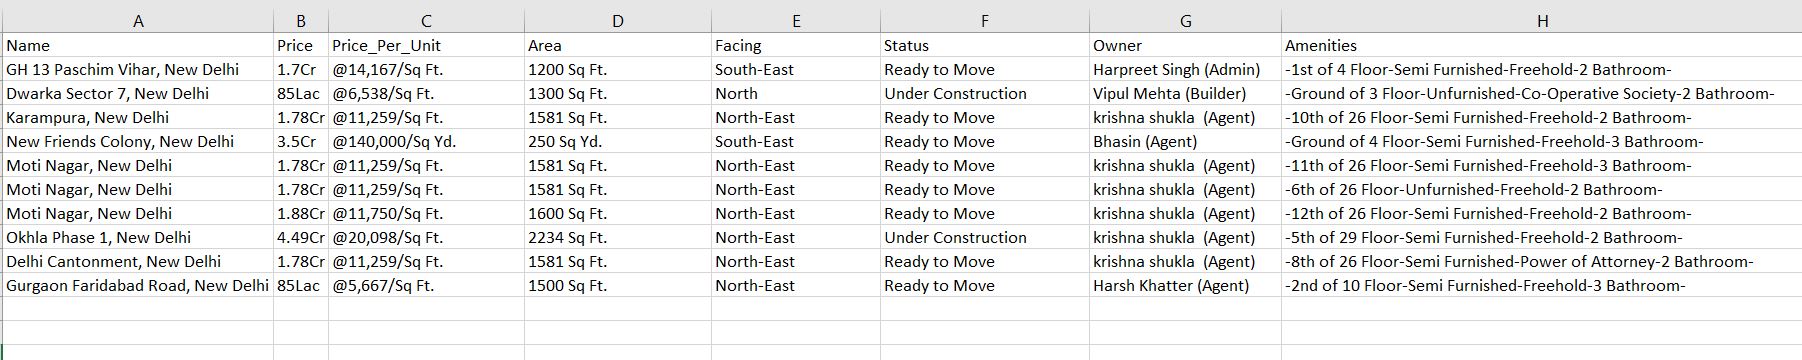 A B C D E F G H
Name Price Price_Per_Unit Area Facing Status Owner Amenities
GH 13 Paschim Vihar, New Delhi 1.7Cr @14,167/Sq Ft. 1200 Sq Ft. South-East Ready to Move Harpreet Singh (Admin) -1st of 4 Floor-Semi Furnished-Freehold-2 Bathroom-
Dwarka Sector 7, New Delhi 85Lac @6,538/Sq Ft. 1300 Sq Ft. North Under Construction Vipul Mehta (Builder) -Ground of 3 Floor-Unfurnished-Co-Operative Society-2 Bathroom-
Karampura, New Delhi 1.78Cr @11,259/Sq Ft. 1581 Sq Ft. North-East Ready to Move krishna shukla  (Agent) -10th of 26 Floor-Semi Furnished-Freehold-2 Bathroom-
New Friends Colony, New Delhi 3.5Cr @140,000/Sq Yd. 250 Sq Yd. South-East Ready to Move Bhasin (Agent) -Ground of 4 Floor-Semi Furnished-Freehold-3 Bathroom-
Moti Nagar, New Delhi 1.78Cr @11,259/Sq Ft. 1581 Sq Ft. North-East Ready to Move krishna shukla  (Agent) -11th of 26 Floor-Semi Furnished-Freehold-3 Bathroom-
Moti Nagar, New Delhi 1.78Cr @11,259/Sq Ft. 1581 Sq Ft. North-East Ready to Move krishna shukla  (Agent) -6th of 26 Floor-Unfurnished-Freehold-2 Bathroom-
Moti Nagar, New Delhi 1.88Cr @11,750/Sq Ft. 1600 Sq Ft. North-East Ready to Move krishna shukla  (Agent) -12th of 26 Floor-Semi Furnished-Freehold-2 Bathroom-
Okhla Phase 1, New Delhi 4.49Cr @20,098/Sq Ft. 2234 Sq Ft. North-East Under Construction krishna shukla  (Agent) -5th of 29 Floor-Semi Furnished-Freehold-2 Bathroom-
Delhi Cantonment, New Delhi 1.78Cr @11,259/Sq Ft. 1581 Sq Ft. North-East Ready to Move krishna shukla  (Agent) -8th of 26 Floor-Semi Furnished-Power of Attorney-2 Bathroom-
Gurgaon Faridabad Road, New Delhi 85Lac @5,667/Sq Ft. 1500 Sq Ft. North-East Ready to Move Harsh Khatter (Agent) -2nd of 10 Floor-Semi Furnished-Freehold-3 Bathroom-